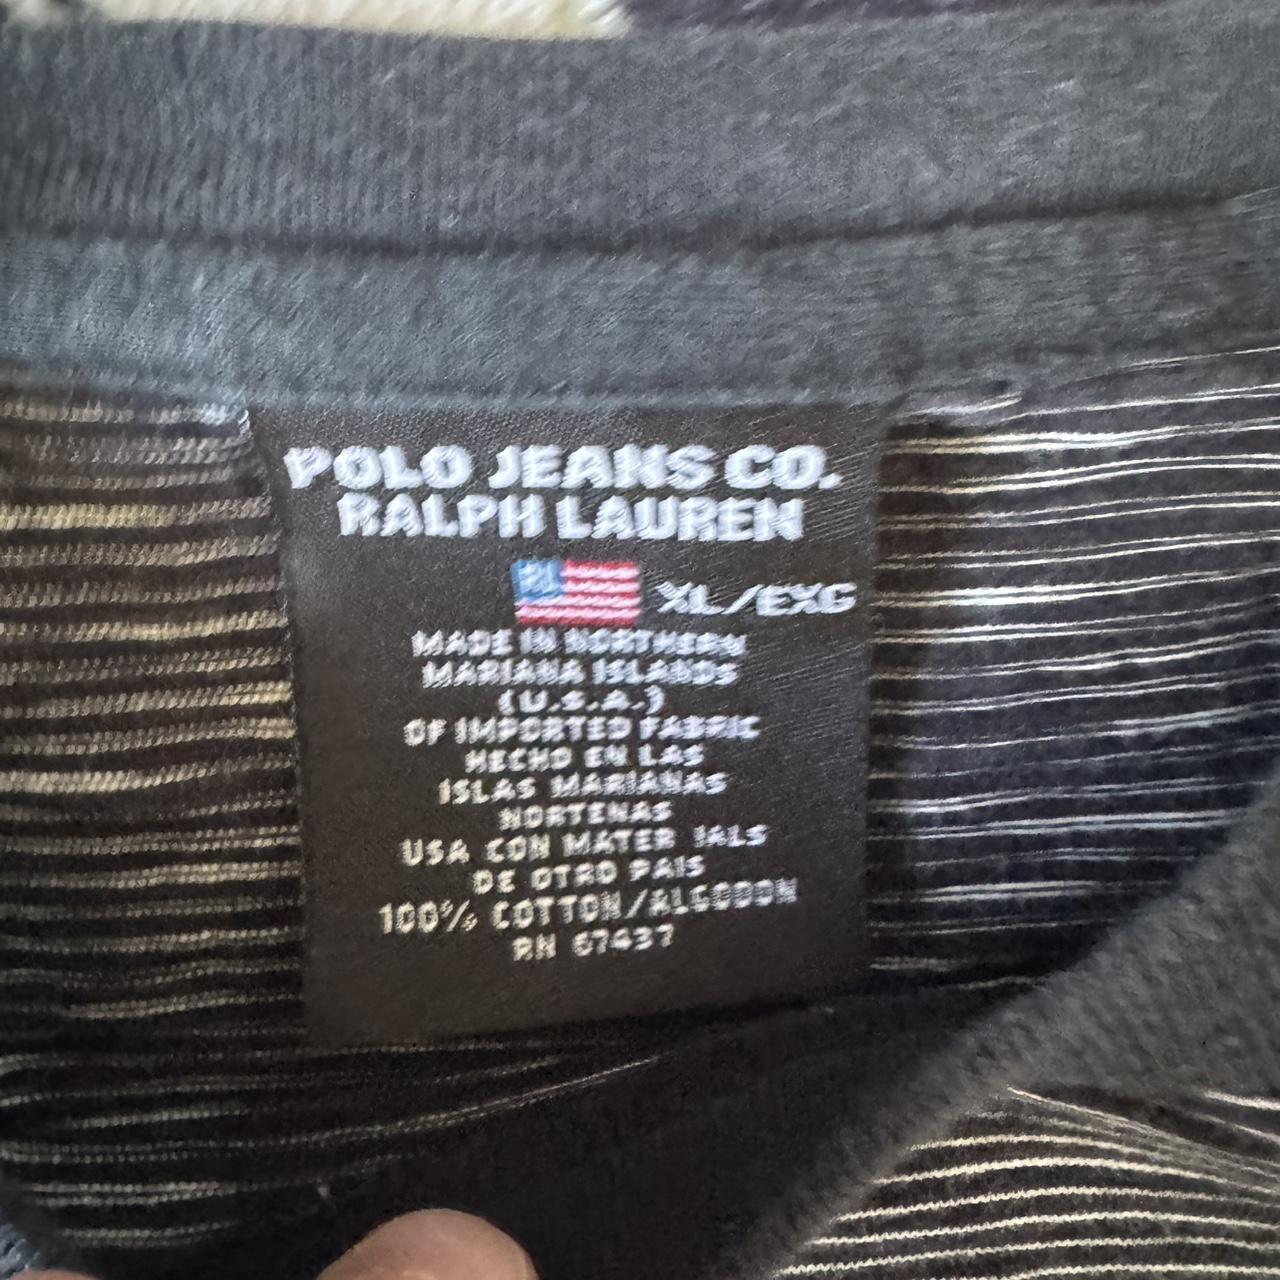 POLO JEANS CO.
RALPH LAUREN
XL/EXG
MADE IN NORTHERN
MARIANA ISLANDS
(U.S.A.)
OF IMPORTED FABRIC
HECHO EN LAS
ISLAS MARIANAS
NORTENAS
USA CON MATER IALS
DE OTRO PAIS
100% COTTON/ALGODON
RN 67437